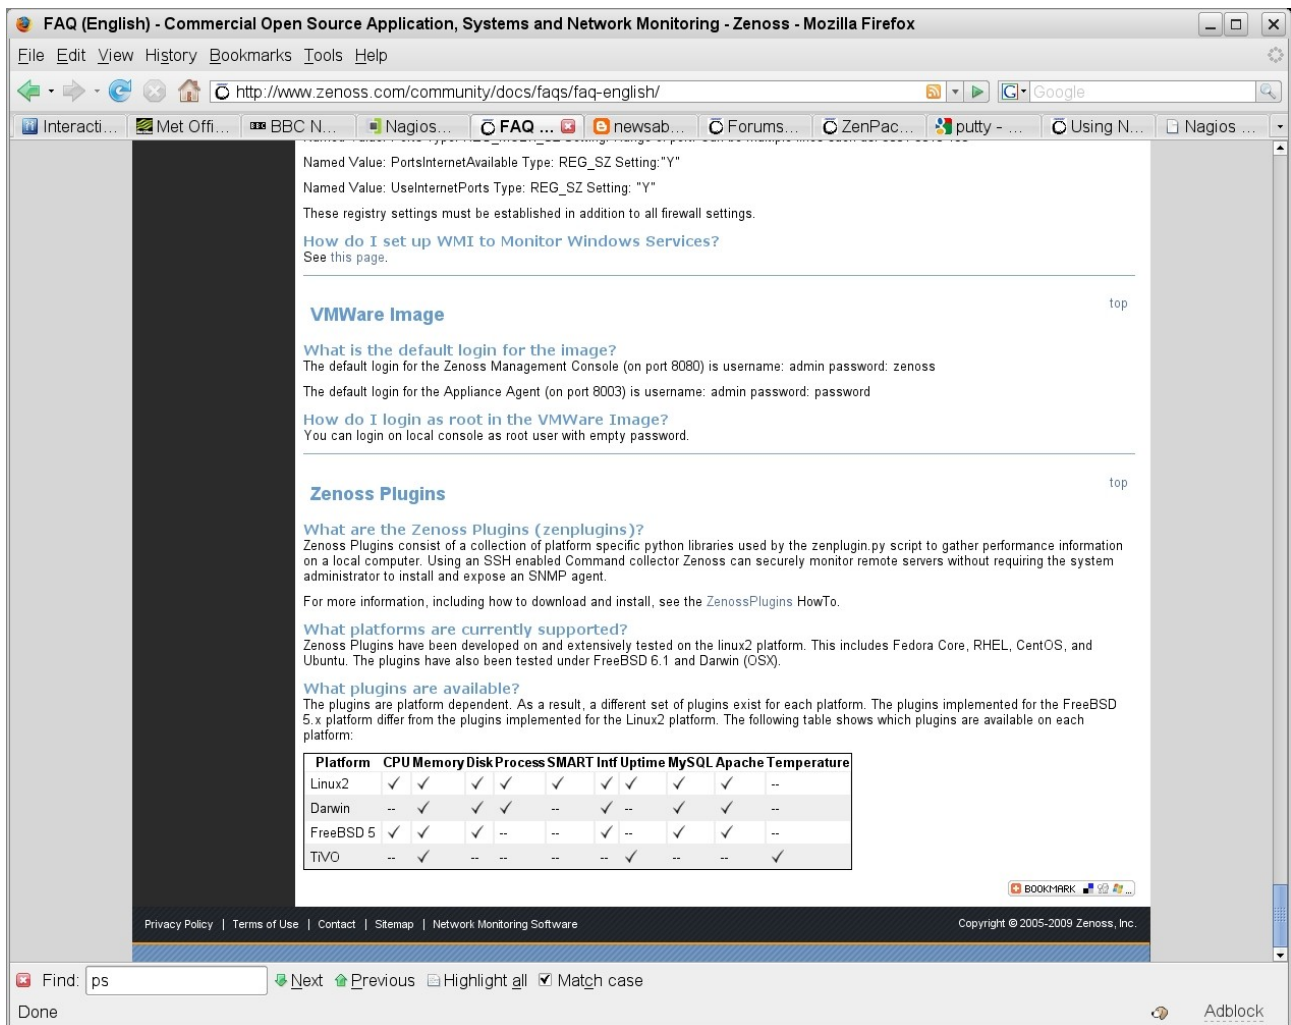 FAQ (English) - Commercial Open Source Application, Systems and Network Monitoring - Zenoss - Mozilla Firefox
File Edit View History Bookmarks Tools Help
http://www.zenoss.com/community/docs/faqs/faq-english/
Google
Interacti... Met Offi... BBC N... Nagios... FAQ ... newsab... Forums... ZenPac... putty - ... Using N... Nagios ...
Named Value: PortsInternetAvailable Type: REG_SZ Setting:"Y"
Named Value: UseInternetPorts Type: REG_SZ Setting: "Y"
These registry settings must be established in addition to all firewall settings.
How do I set up WMI to Monitor Windows Services?
See this page.
top
VMWare Image
What is the default login for the image?
The default login for the Zenoss Management Console (on port 8080) is username: admin password: zenoss
The default login for the Appliance Agent (on port 8003) is username: admin password: password
How do I login as root in the VMWare Image?
You can login on local console as root user with empty password.
top
Zenoss Plugins
What are the Zenoss Plugins (zenplugins)?
Zenoss Plugins consist of a collection of platform specific python libraries used by the zenplugin.py script to gather performance information
on a local computer. Using an SSH enabled Command collector Zenoss can securely monitor remote servers without requiring the system
administrator to install and expose an SNMP agent.
For more information, including how to download and install, see the ZenossPlugins HowTo.
What platforms are currently supported?
Zenoss Plugins have been developed on and extensively tested on the linux2 platform. This includes Fedora Core, RHEL, CentOS, and
Ubuntu. The plugins have also been tested under FreeBSD 6.1 and Darwin (OSX).
What plugins are available?
The plugins are platform dependent. As a result, a different set of plugins exist for each platform. The plugins implemented for the FreeBSD
5.x platform differ from the plugins implemented for the Linux2 platform. The following table shows which plugins are available on each
platform:
Platform CPU Memory Disk Process SMART Intf Uptime MySQL Apache Temperature
Linux2 ✓ ✓ ✓ ✓ ✓ ✓ ✓ ✓ ✓ --
Darwin -- ✓ ✓ ✓ -- ✓ -- ✓ ✓ --
FreeBSD 5 ✓ ✓ ✓ -- -- ✓ -- ✓ ✓ --
TiVO -- ✓ -- -- -- -- ✓ -- -- ✓
BOOKMARK
Privacy Policy | Terms of Use | Contact | Sitemap | Network Monitoring Software
Copyright © 2005-2009 Zenoss, Inc.
Find: ps Next Previous Highlight all Match case
Done
Adblock